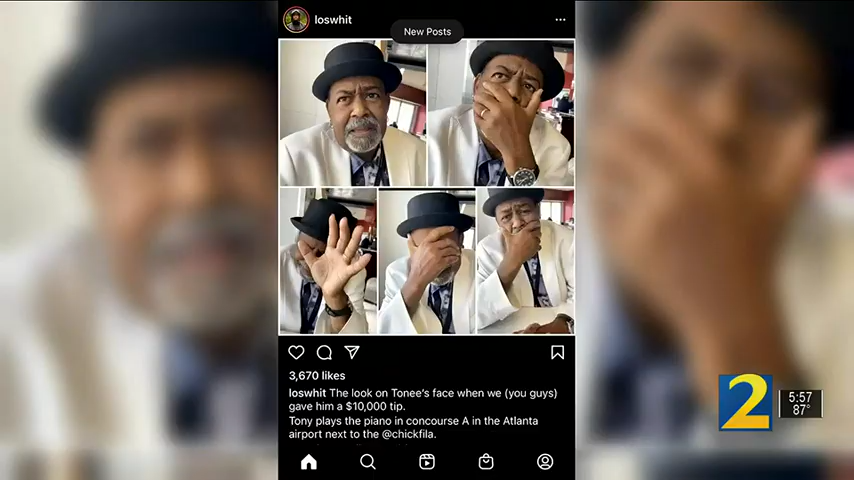 loswhit
New Posts
3,670 likes
loswhit The look on Tonee's face when we (you guys)
gave him a $10,000 tip.
Tony plays the piano in concourse A in the Atlanta
airport next to the @chickfila.
2
5:57
87°